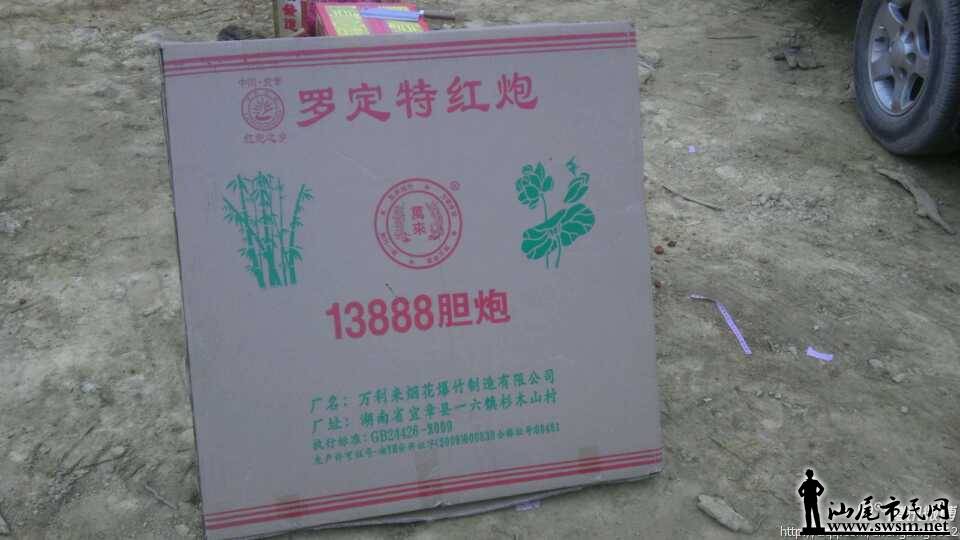 罗定特红炮
红炮之乡
萬來
®
13888胆炮
厂名：万利来烟花爆竹制造有限公司
厂址：湖南省宜章县一六镇杉木山村
执行标准：GB24426-2009
汕尾市民网
www.swsm.net